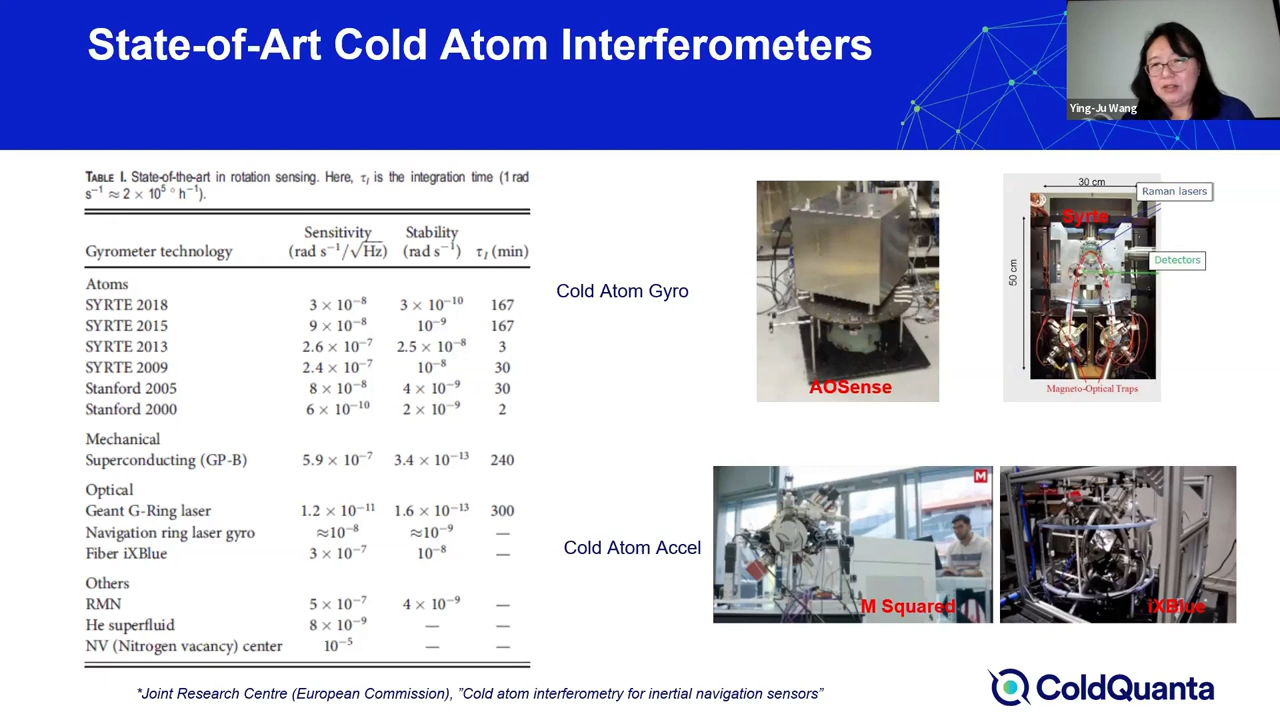 State-of-Art Cold Atom Interferometers
Ying-Ju Wang
TABLE I. State-of-the-art in rotation sensing. Here, τ_I is the integration time (1 rad
s⁻¹ ≈ 2 × 10⁵ ° h⁻¹).
Sensitivity Stability
Gyrometer technology (rad s⁻¹/√Hz) (rad s⁻¹) τ_I (min)
Atoms
SYRTE 2018 3 × 10⁻⁸ 3 × 10⁻¹⁰ 167
SYRTE 2015 9 × 10⁻⁸ 10⁻⁹ 167
SYRTE 2013 2.6 × 10⁻⁷ 2.5 × 10⁻⁸ 3
SYRTE 2009 2.4 × 10⁻⁷ 10⁻⁸ 30
Stanford 2005 8 × 10⁻⁸ 4 × 10⁻⁹ 30
Stanford 2000 6 × 10⁻¹⁰ 2 × 10⁻⁹ 2
Mechanical
Superconducting (GP-B) 5.9 × 10⁻⁷ 3.4 × 10⁻¹³ 240
Optical
Geant G-Ring laser 1.2 × 10⁻¹¹ 1.6 × 10⁻¹³ 300
Navigation ring laser gyro ≈10⁻⁸ ≈10⁻⁹ —
Fiber iXBlue 3 × 10⁻⁷ 10⁻⁸ —
Others
RMN 5 × 10⁻⁷ 4 × 10⁻⁹ —
He superfluid 8 × 10⁻⁹ — —
NV (Nitrogen vacancy) center 10⁻⁵ — —
Cold Atom Gyro
AOSense
30 cm
Raman lasers
Syrte
Detectors
50 cm
Magneto-Optical Traps
Cold Atom Accel
M
M Squared
iXBlue
*Joint Research Centre (European Commission), ”Cold atom interferometry for inertial navigation sensors”
ColdQuanta